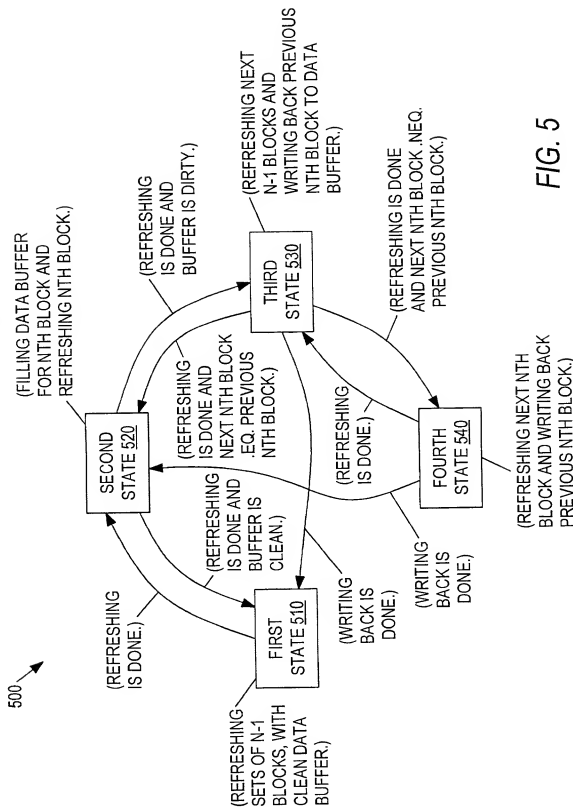 500
(FILLING DATA BUFFER
FOR NTH BLOCK AND
REFRESHING NTH BLOCK.)
SECOND
STATE 520
(REFRESHING
IS DONE.)
(REFRESHING
IS DONE AND
BUFFER IS DIRTY.)
(REFRESHING
IS DONE AND
BUFFER IS
CLEAN.)
(REFRESHING
IS DONE AND
NEXT NTH BLOCK
.EQ. PREVIOUS
NTH BLOCK.)
(REFRESHING
SETS OF N-1
BLOCKS, WITH
CLEAN DATA
BUFFER.)
FIRST
STATE 510
THIRD
STATE 530
(REFRESHING NEXT
N-1 BLOCKS AND
WRITING BACK PREVIOUS
NTH BLOCK TO DATA
BUFFER.)
(WRITING
BACK IS
DONE.)
(REFRESHING
IS DONE.)
(WRITING
BACK IS
DONE.)
(REFRESHING IS DONE
AND NEXT NTH BLOCK .NEQ.
PREVIOUS NTH BLOCK.)
FOURTH
STATE 540
(REFRESHING NEXT NTH
BLOCK AND WRITING BACK
PREVIOUS NTH BLOCK.)
FIG. 5